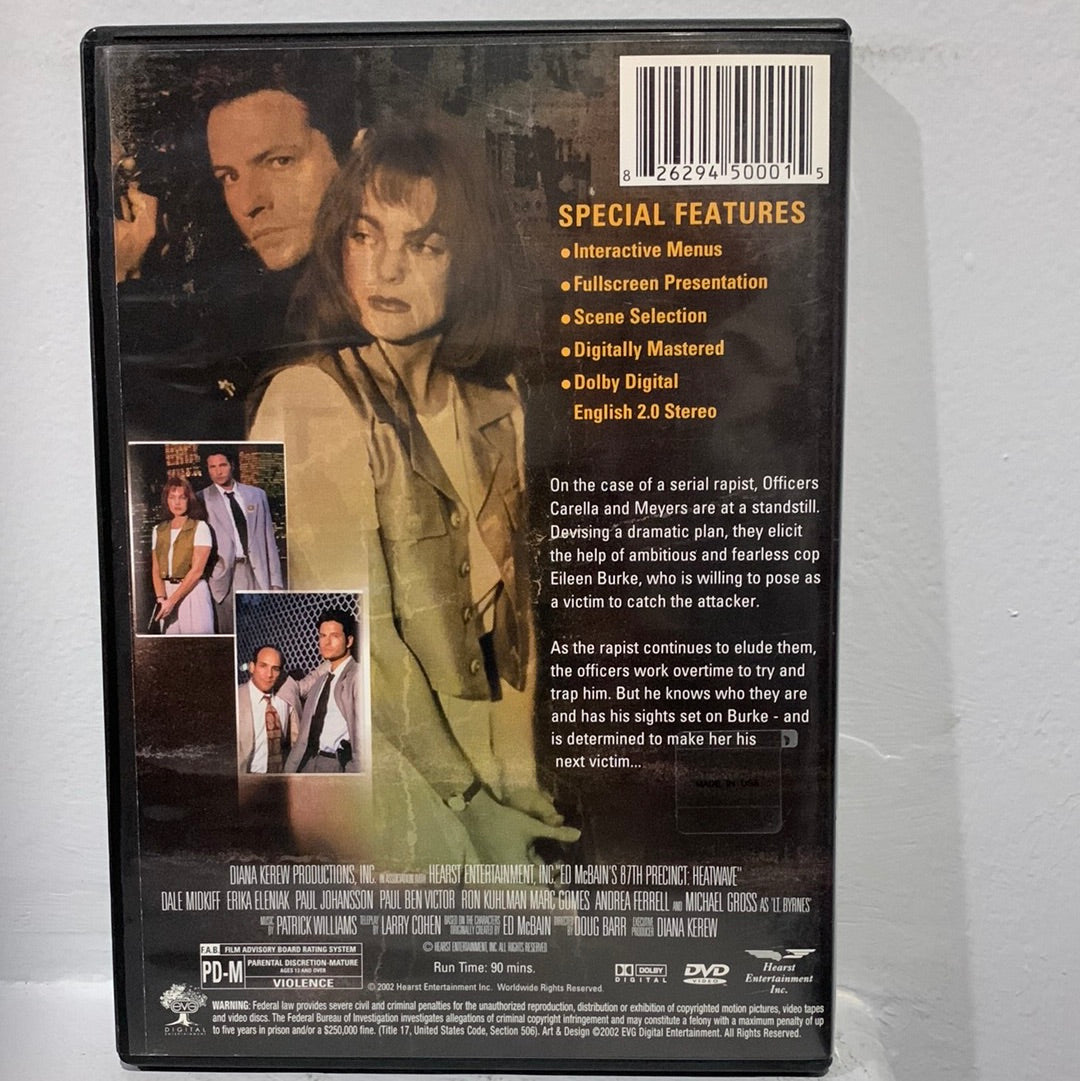 8 26294 50001 5
SPECIAL FEATURES
• Interactive Menus
• Fullscreen Presentation
• Scene Selection
• Digitally Mastered
• Dolby Digital
English 2.0 Stereo
On the case of a serial rapist, Officers
Carella and Meyers are at a standstill.
Devising a dramatic plan, they elicit
the help of ambitious and fearless cop
Eileen Burke, who is willing to pose as
a victim to catch the attacker.
As the rapist continues to elude them,
the officers work overtime to try and
trap him. But he knows who they are
and has his sights set on Burke - and
is determined to make her his
next victim...
MADE IN USA
DIANA KEREW PRODUCTIONS, INC. IN ASSOCIATION WITH HEARST ENTERTAINMENT, INC. "ED McBAIN'S 87TH PRECINCT: HEATWAVE"
DALE MIDKIFF ERIKA ELENIAK PAUL JOHANSSON PAUL BEN VICTOR RON KUHLMAN MARC GOMES ANDREA FERRELL AND MICHAEL GROSS AS 'LT. BYRNES'
MUSIC BY PATRICK WILLIAMS TELEPLAY BY LARRY COHEN BASED ON THE CHARACTERS ORIGINALLY CREATED BY ED McBAIN DIRECTED BY DOUG BARR EXECUTIVE PRODUCER DIANA KEREW
© HEARST ENTERTAINMENT, INC. ALL RIGHTS RESERVED
F.A.B. FILM ADVISORY BOARD RATING SYSTEM
PD-M PARENTAL DISCRETION-MATURE
AGES 13 AND OVER
VIOLENCE
Run Time: 90 mins.
DOLBY
DIGITAL
DVD
VIDEO
Hearst
Entertainment
Inc.
© 2002 Hearst Entertainment Inc. Worldwide Rights Reserved.
evg
DIGITAL
ENTERTAINMENT
WARNING: Federal law provides severe civil and criminal penalties for the unauthorized reproduction, distribution or exhibition of copyrighted motion pictures, video tapes
and video discs. The Federal Bureau of Investigation investigates allegations of criminal copyright infringement and may constitute a felony with a maximum penalty of up
to five years in prison and/or a $250,000 fine. (Title 17, United States Code, Section 506). Art & Design ©2002 EVG Digital Entertainment. All Rights Reserved.